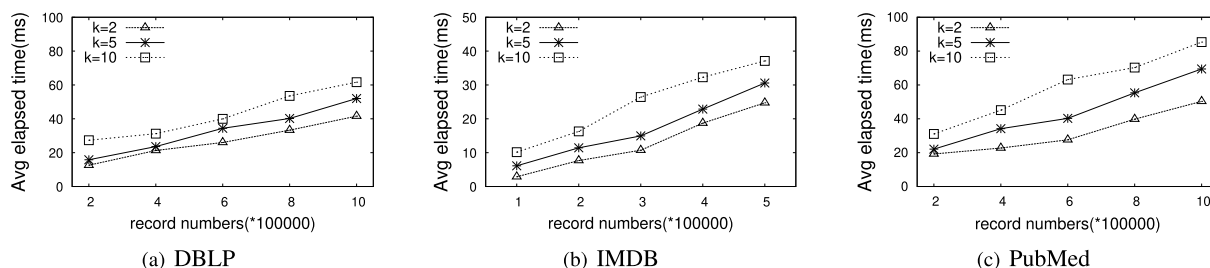 100
80
60
40
20
0
Avg elapsed time(ms)
k=2
k=5
k=10
2 4 6 8 10
record numbers(*100000)
(a) DBLP
50
40
30
20
10
0
Avg elapsed time(ms)
k=2
k=5
k=10
1 2 3 4 5
record numbers(*100000)
(b) IMDB
100
80
60
40
20
0
Avg elapsed time(ms)
k=2
k=5
k=10
2 4 6 8 10
record numbers(*100000)
(c) PubMed